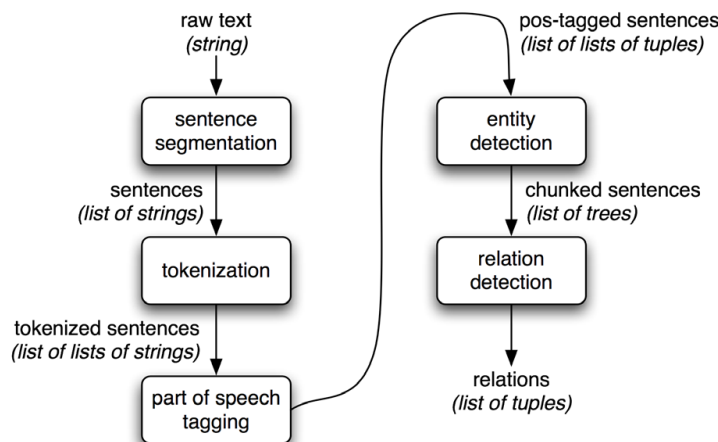 raw text
(string)
sentence
segmentation
sentences
(list of strings)
tokenization
tokenized sentences
(list of lists of strings)
part of speech
tagging
pos-tagged sentences
(list of lists of tuples)
entity
detection
chunked sentences
(list of trees)
relation
detection
relations
(list of tuples)